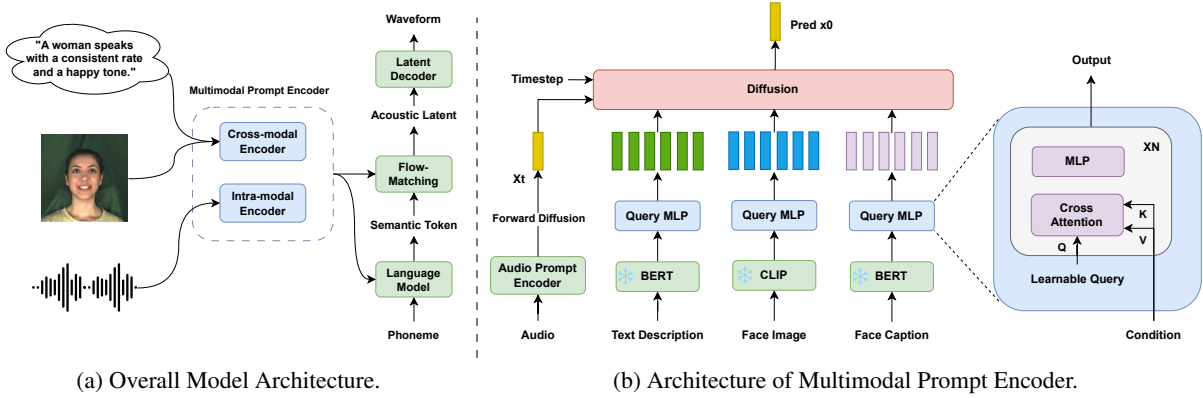 Waveform
"A woman speaks
with a consistent rate
and a happy tone."
Latent
Decoder
Multimodal Prompt Encoder
Acoustic Latent
Cross-modal
Encoder
Flow-
Matching
Intra-modal
Encoder
Semantic Token
Language
Model
Phoneme
(a) Overall Model Architecture.
Pred x0
Timestep
Diffusion
Xt
Forward Diffusion
Query MLP
Query MLP
Query MLP
Audio Prompt
Encoder
BERT
CLIP
BERT
Audio
Text Description
Face Image
Face Caption
Output
XN
MLP
Cross
Attention
K
V
Q
Learnable Query
Condition
(b) Architecture of Multimodal Prompt Encoder.